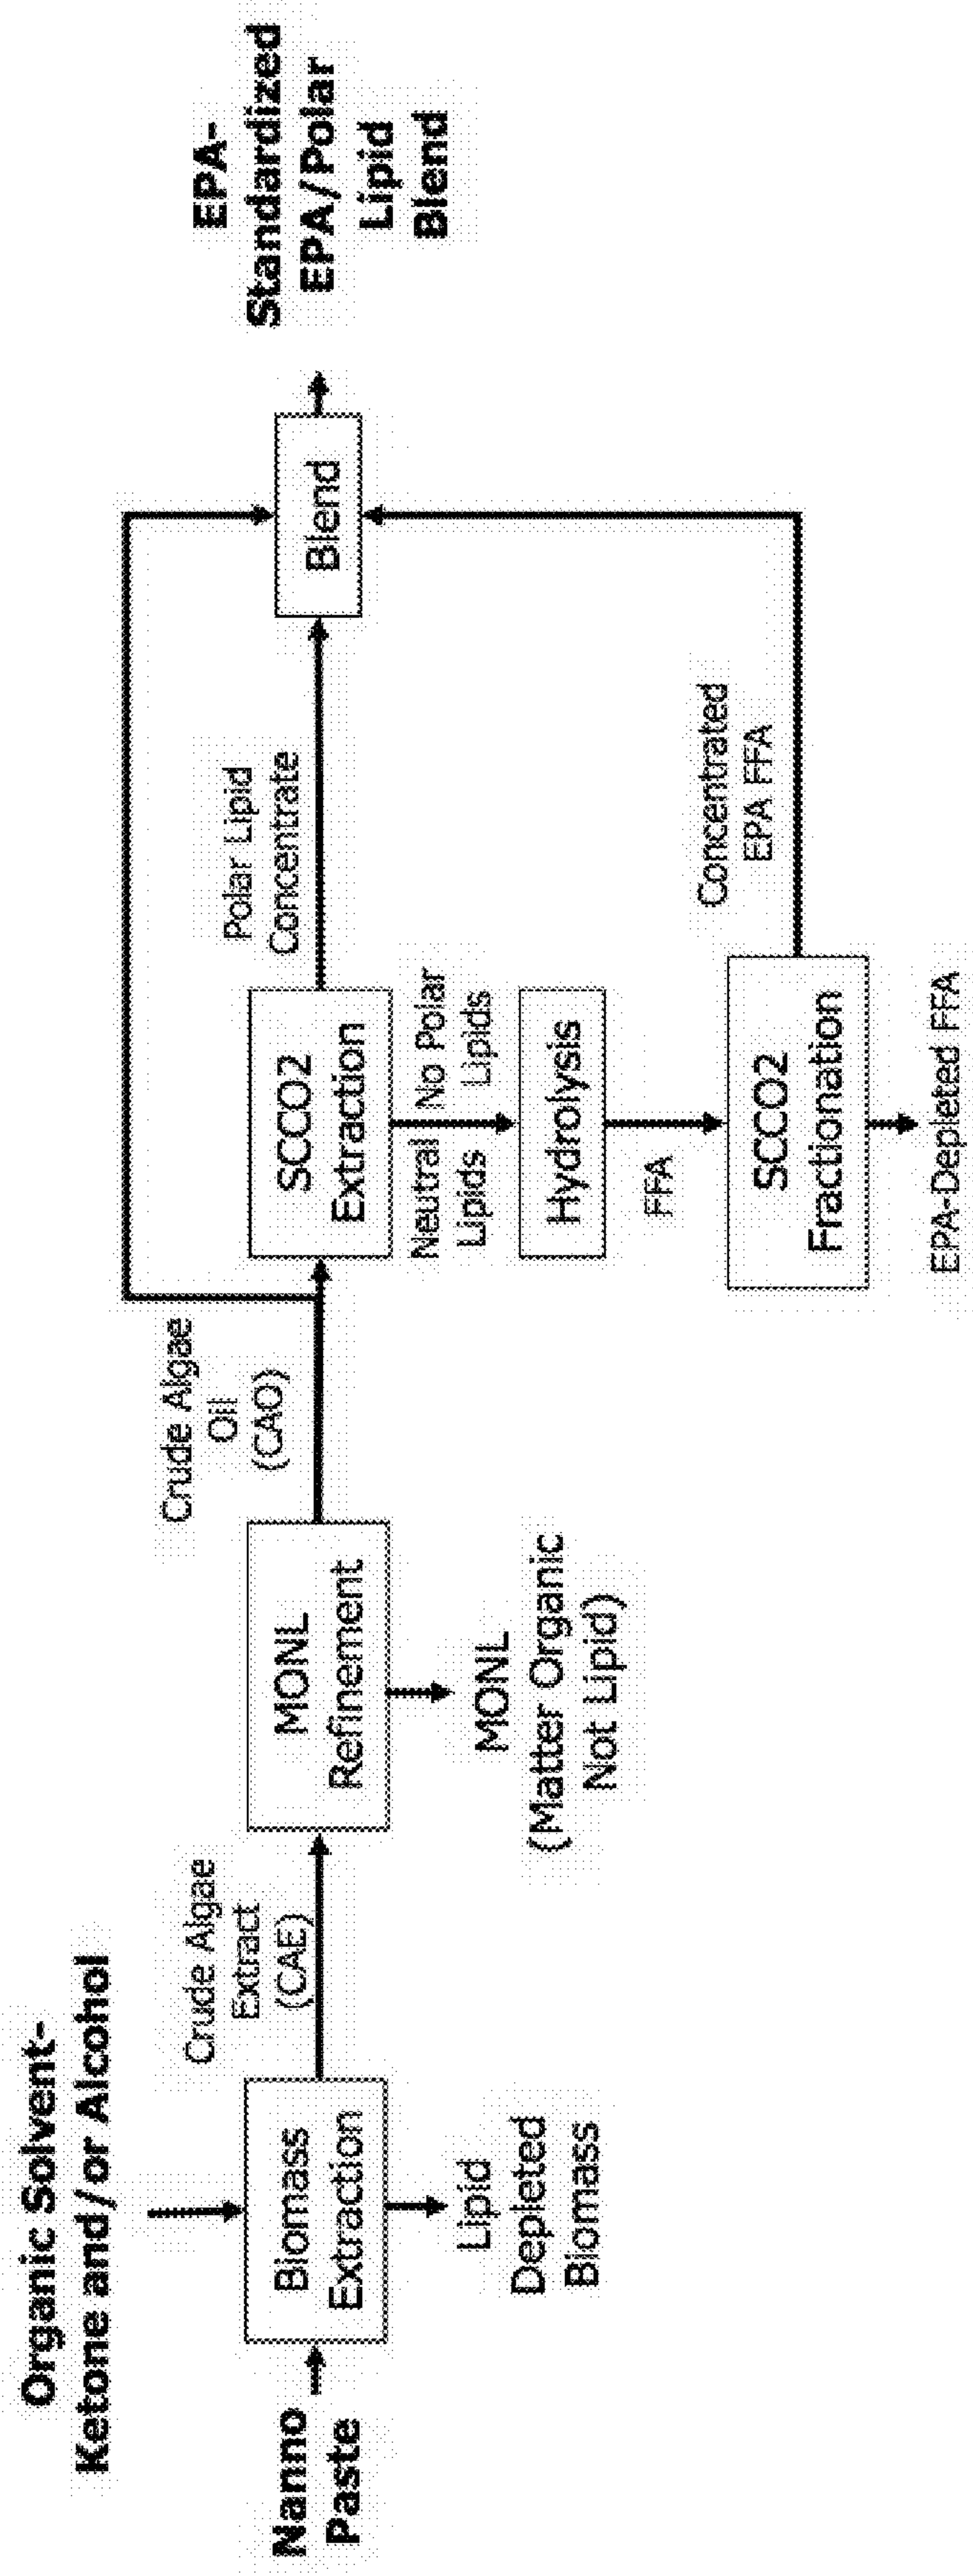 Organic Solvent-
Ketone and/or Alcohol
Nanno
Paste
Biomass
Extraction
Lipid
Depleted
Biomass
Crude Algae
Extract
(CAE)
MONL
Refinement
MONL
(Matter Organic
Not Lipid)
Crude Algae
Oil
(CAO)
SCCO2
Extraction
Polar Lipid
Concentrate
Neutral
Lipids
No Polar
Lipids
Hydrolysis
FFA
SCCO2
Fractionation
EPA-Depleted FFA
Concentrated
EPA FFA
Blend
EPA-
Standardized
EPA/Polar
Lipid
Blend